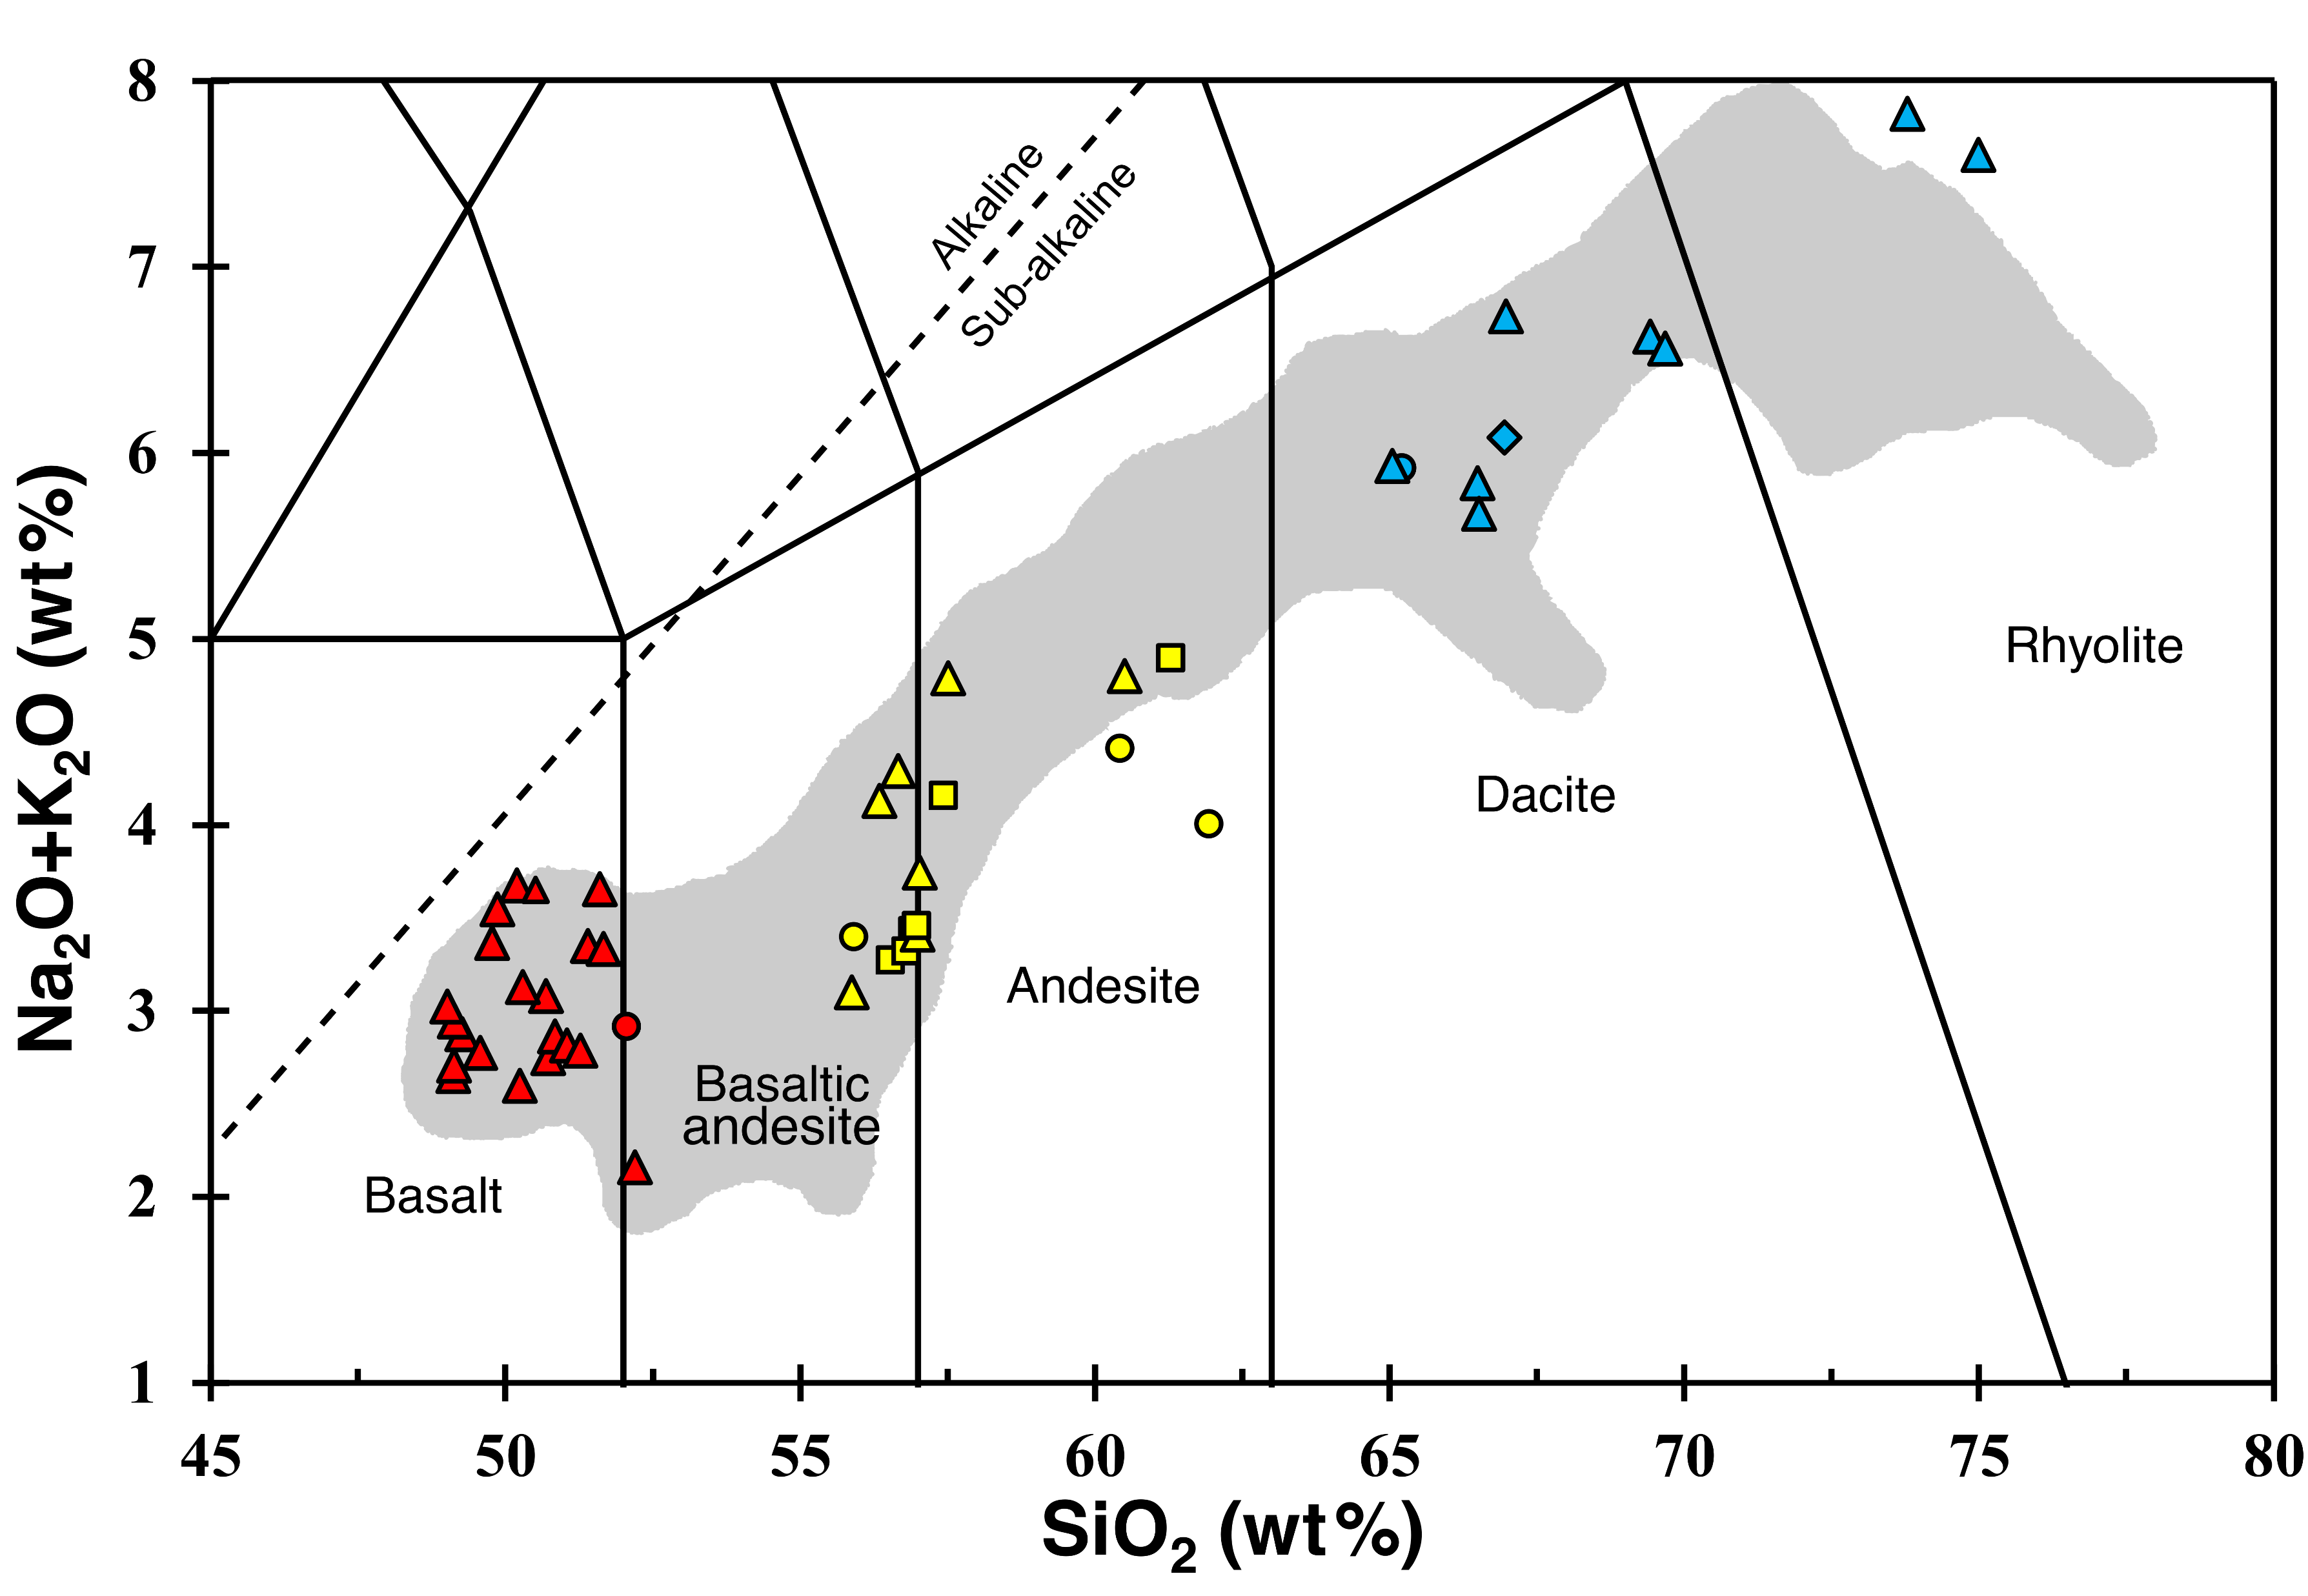 8
7
6
5
4
3
2
1
Na₂O+K₂O (wt%)
Alkaline
Sub-alkaline
Rhyolite
Dacite
Andesite
Basaltic
andesite
Basalt
45 50 55 60 65 70 75 80
SiO₂ (wt%)